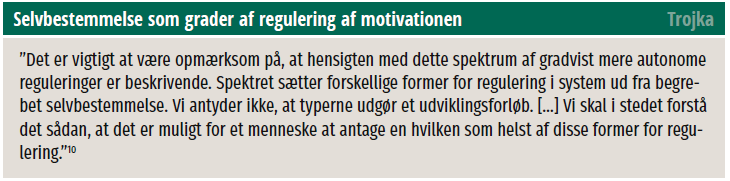 Selvbestemmelse som grader af regulering af motivationen Trojka
”Det er vigtigt at være opmærksom på, at hensigten med dette spektrum af gradvist mere autonome
reguleringer er beskrivende. Spektret sætter forskellige former for regulering i system ud fra begre-
bet selvbestemmelse. Vi antyder ikke, at typerne udgør et udviklingsforløb. [...] Vi skal i stedet forstå
det sådan, at det er muligt for et menneske at antage en hvilken som helst af disse former for regu-
lering.”¹⁰